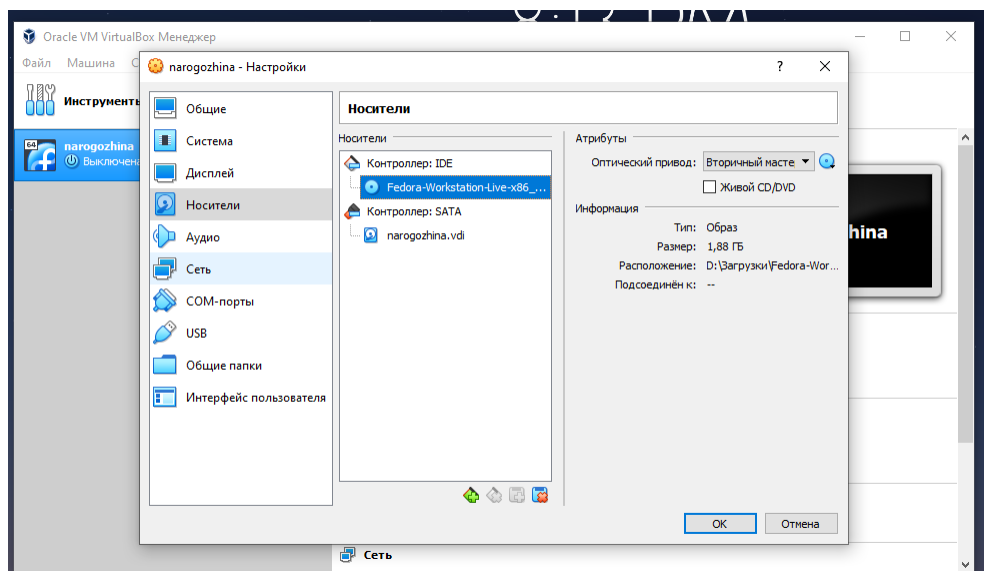 Oracle VM VirtualBox Менеджер
Файл Машина С
Инструменты
64
narogozhina
Выключена
narogozhina - Настройки
?
Общие
Система
Дисплей
Носители
Аудио
Сеть
COM-порты
USB
Общие папки
Интерфейс пользователя
Носители
Носители
Контроллер: IDE
Fedora-Workstation-Live-x86_...
Контроллер: SATA
narogozhina.vdi
Атрибуты
Оптический привод: Вторичный масте
Живой CD/DVD
Информация
Тип: Образ
Размер: 1,88 ГБ
Расположение: D:\Загрузки\Fedora-Wor...
Подсоединён к: --
OK Отмена
hina
Сеть